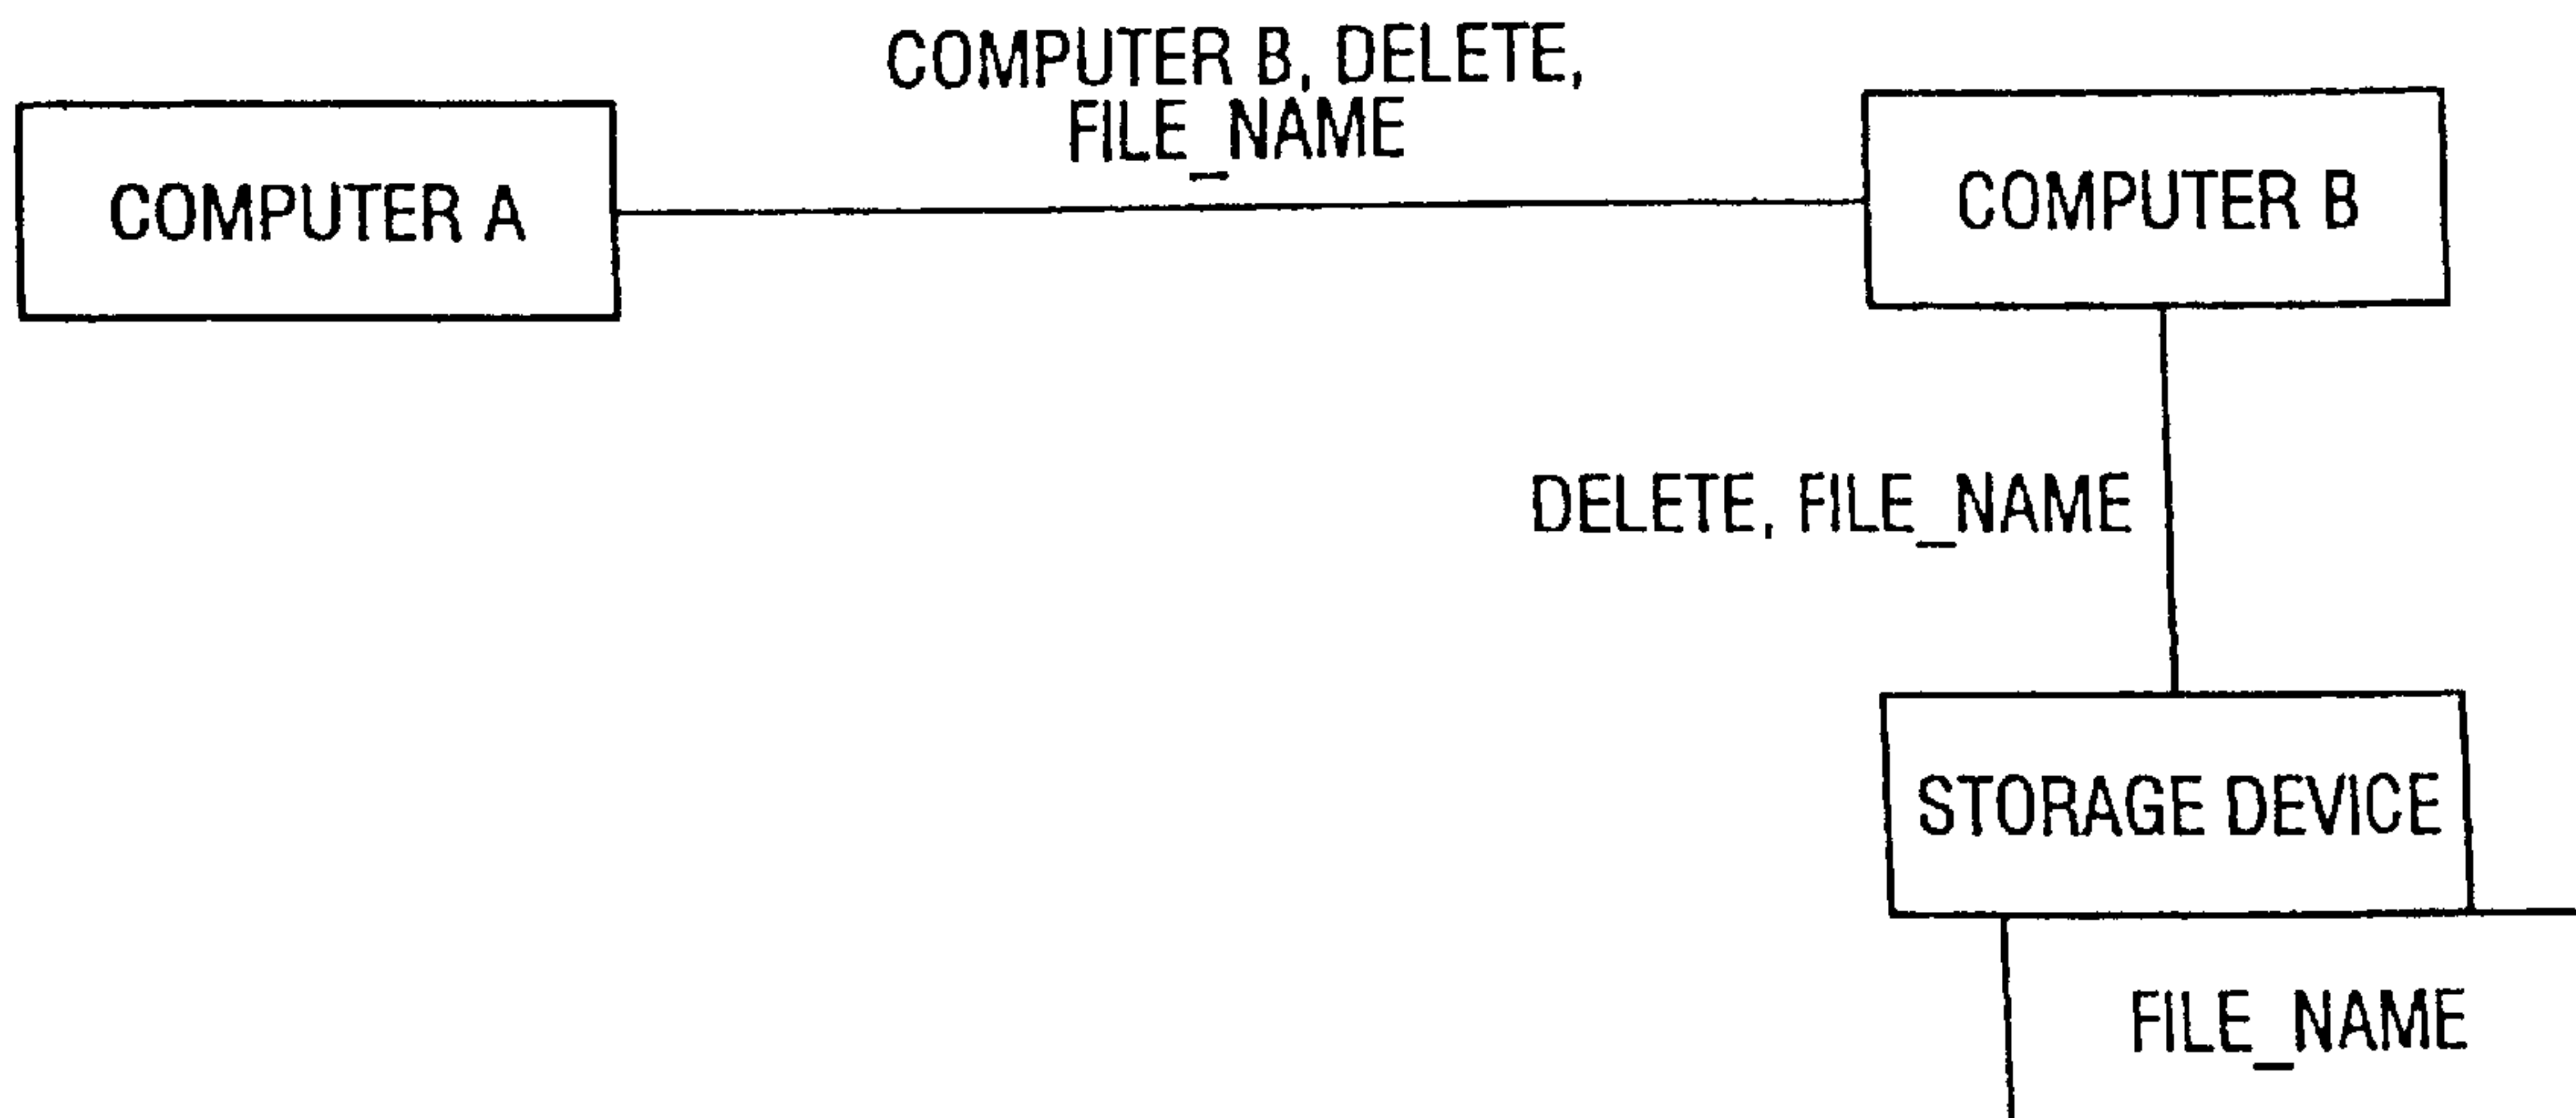 COMPUTER B, DELETE,
FILE_NAME
COMPUTER A
COMPUTER B
DELETE, FILE_NAME
STORAGE DEVICE
FILE_NAME